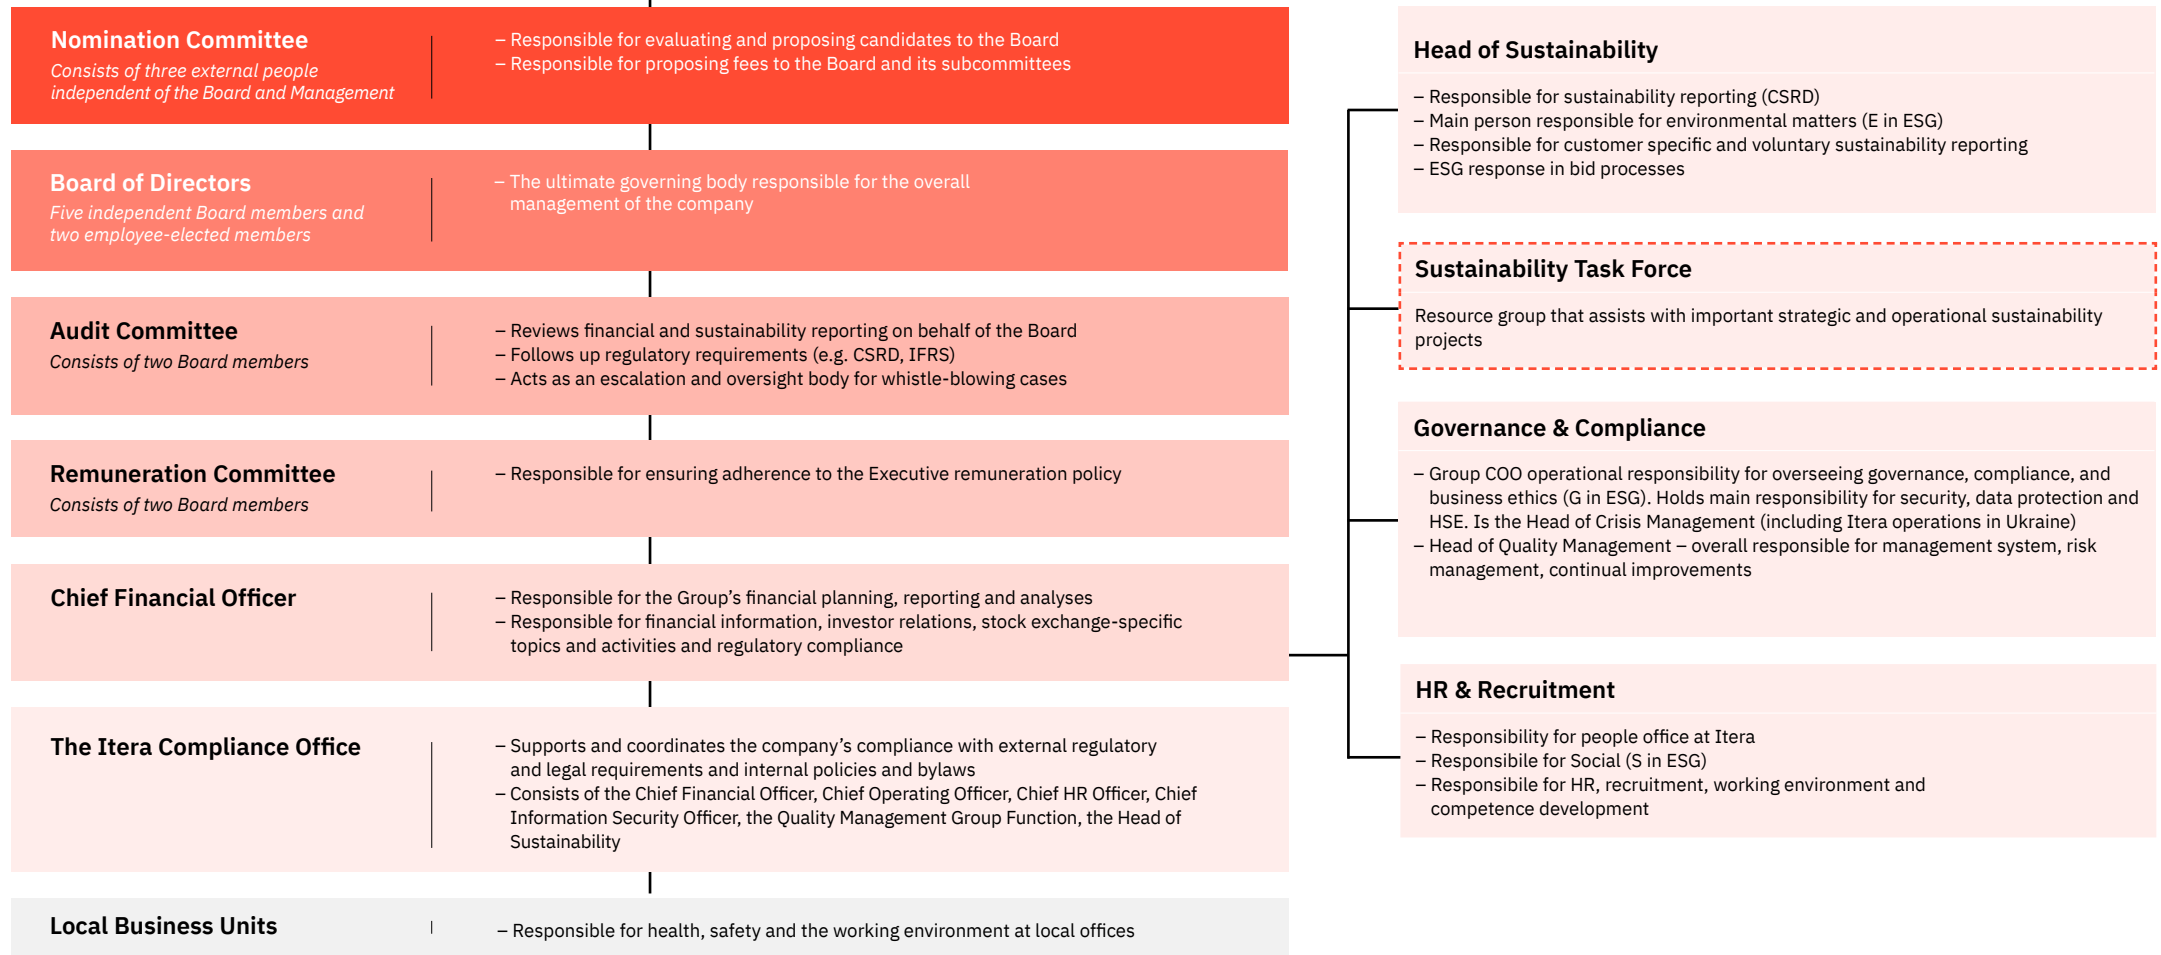 Nomination Committee
Consists of three external people
independent of the Board and Management
– Responsible for evaluating and proposing candidates to the Board
– Responsible for proposing fees to the Board and its subcommittees
Board of Directors
Five independent Board members and
two employee-elected members
– The ultimate governing body responsible for the overall
management of the company
Audit Committee
Consists of two Board members
– Reviews financial and sustainability reporting on behalf of the Board
– Follows up regulatory requirements (e.g. CSRD, IFRS)
– Acts as an escalation and oversight body for whistle-blowing cases
Remuneration Committee
Consists of two Board members
– Responsible for ensuring adherence to the Executive remuneration policy
Chief Financial Officer
– Responsible for the Group’s financial planning, reporting and analyses
– Responsible for financial information, investor relations, stock exchange-specific
topics and activities and regulatory compliance
The Itera Compliance Office
– Supports and coordinates the company’s compliance with external regulatory
and legal requirements and internal policies and bylaws
– Consists of the Chief Financial Officer, Chief Operating Officer, Chief HR Officer, Chief
Information Security Officer, the Quality Management Group Function, the Head of
Sustainability
Local Business Units
– Responsible for health, safety and the working environment at local offices
Head of Sustainability
– Responsible for sustainability reporting (CSRD)
– Main person responsible for environmental matters (E in ESG)
– Responsible for customer specific and voluntary sustainability reporting
– ESG response in bid processes
Sustainability Task Force
Resource group that assists with important strategic and operational sustainability
projects
Governance & Compliance
– Group COO operational responsibility for overseeing governance, compliance, and
business ethics (G in ESG). Holds main responsibility for security, data protection and
HSE. Is the Head of Crisis Management (including Itera operations in Ukraine)
– Head of Quality Management – overall responsible for management system, risk
management, continual improvements
HR & Recruitment
– Responsibility for people office at Itera
– Responsibile for Social (S in ESG)
– Responsibile for HR, recruitment, working environment and
competence development